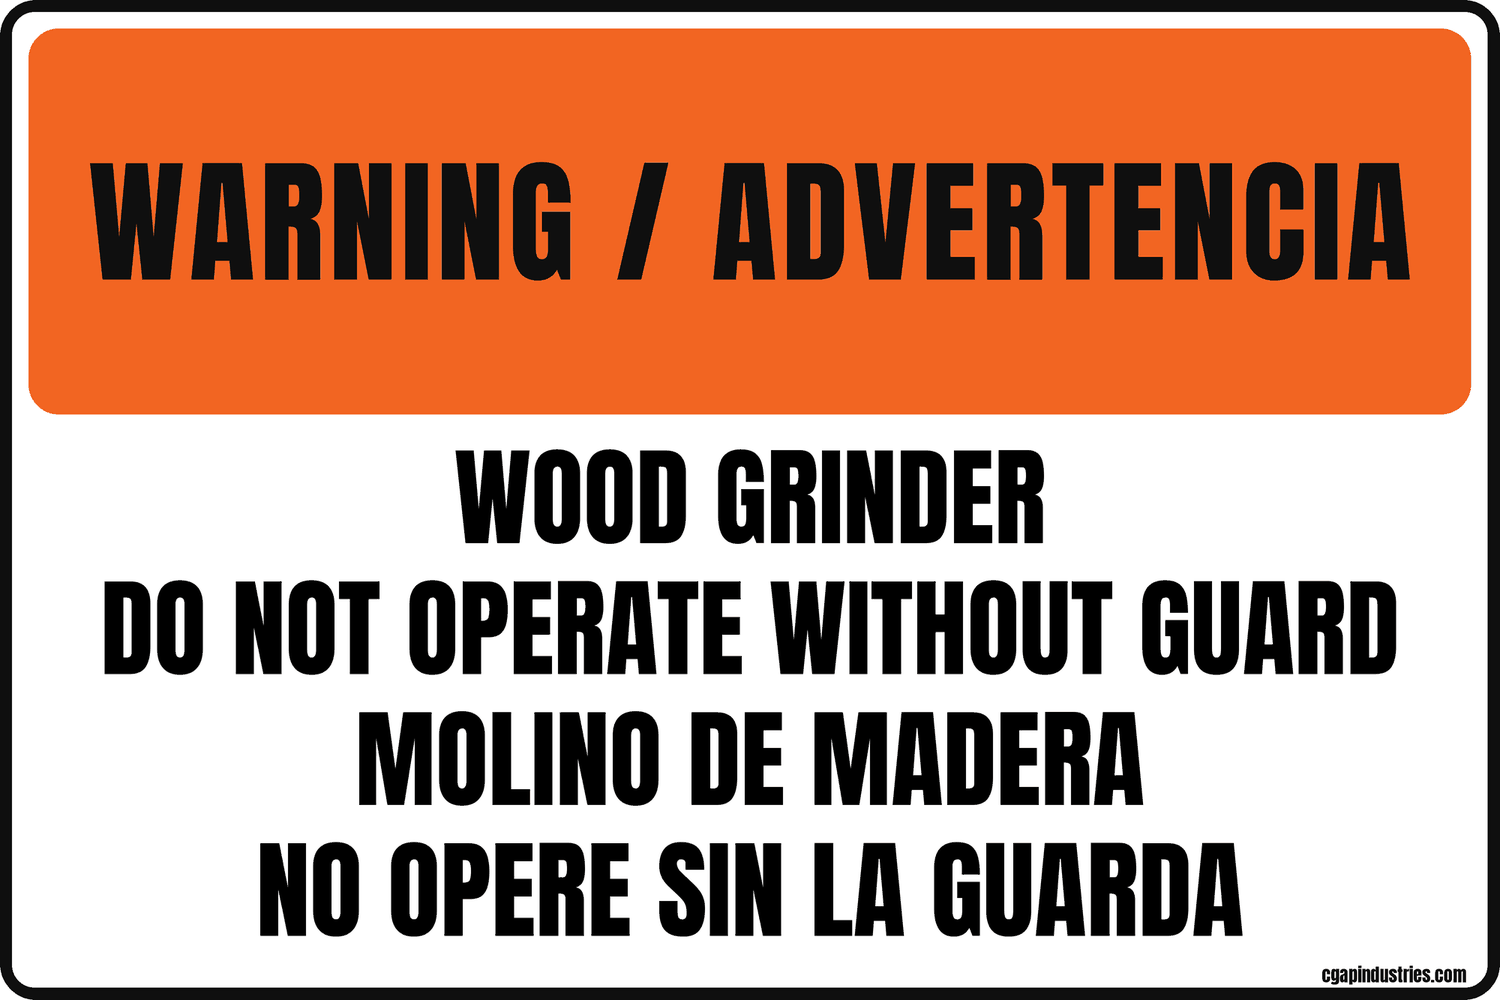 WARNING / ADVERTENCIA
WOOD GRINDER
DO NOT OPERATE WITHOUT GUARD
MOLINO DE MADERA
NO OPERE SIN LA GUARDA
cgapindustries.com